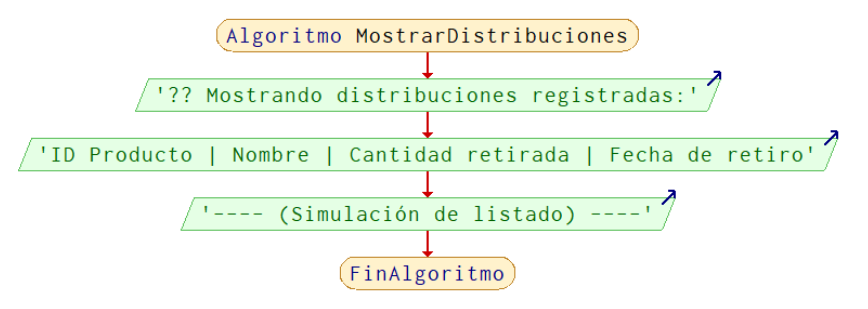 Algoritmo MostrarDistribuciones
'?? Mostrando distribuciones registradas:'
'ID Producto | Nombre | Cantidad retirada | Fecha de retiro'
'---- (Simulación de listado) ----'
FinAlgoritmo